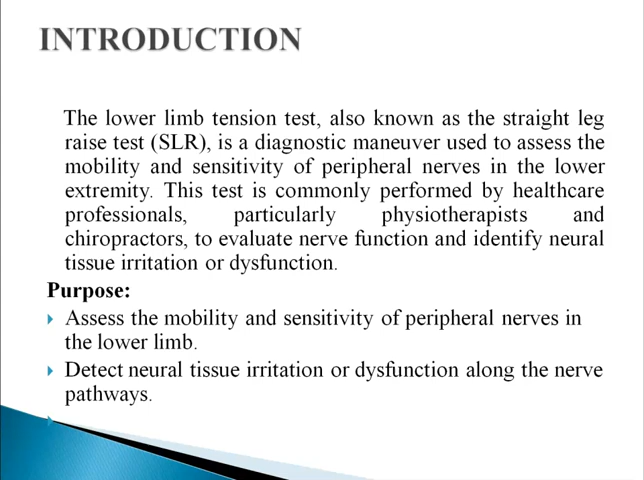 INTRODUCTION
The lower limb tension test, also known as the straight leg
raise test (SLR), is a diagnostic maneuver used to assess the
mobility and sensitivity of peripheral nerves in the lower
extremity. This test is commonly performed by healthcare
professionals, particularly physiotherapists and
chiropractors, to evaluate nerve function and identify neural
tissue irritation or dysfunction.
Purpose:
Assess the mobility and sensitivity of peripheral nerves in
the lower limb.
Detect neural tissue irritation or dysfunction along the nerve
pathways.